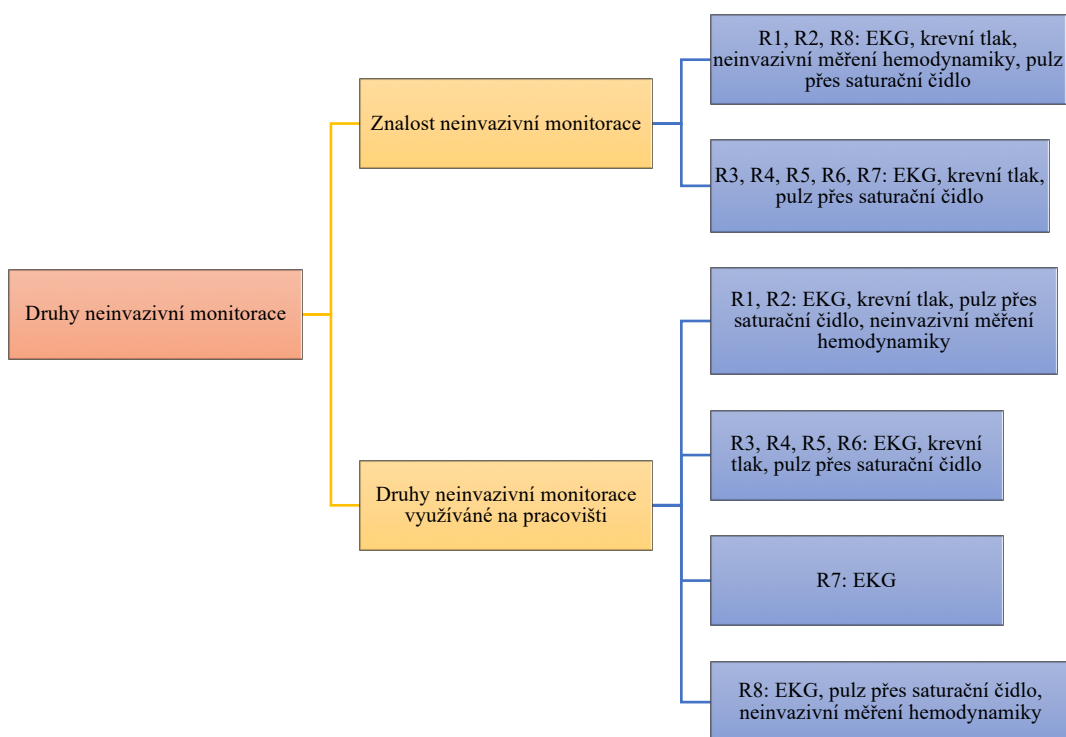 Druhy neinvazivní monitorace
Znalost neinvazivní monitorace
R1, R2, R8: EKG, krevní tlak,
neinvazivní měření hemodynamiky, pulz
přes saturační čidlo
R3, R4, R5, R6, R7: EKG, krevní tlak,
pulz přes saturační čidlo
Druhy neinvazivní monitorace
využíváné na pracovišti
R1, R2: EKG, krevní tlak, pulz přes
saturační čidlo, neinvazivní měření
hemodynamiky
R3, R4, R5, R6: EKG, krevní
tlak, pulz přes saturační čidlo
R7: EKG
R8: EKG, pulz přes saturační čidlo,
neinvazivní měření hemodynamiky